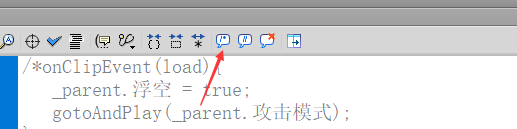 /*onClipEvent(load){
_parent.浮空 = true;
gotoAndPlay(_parent.攻击模式);